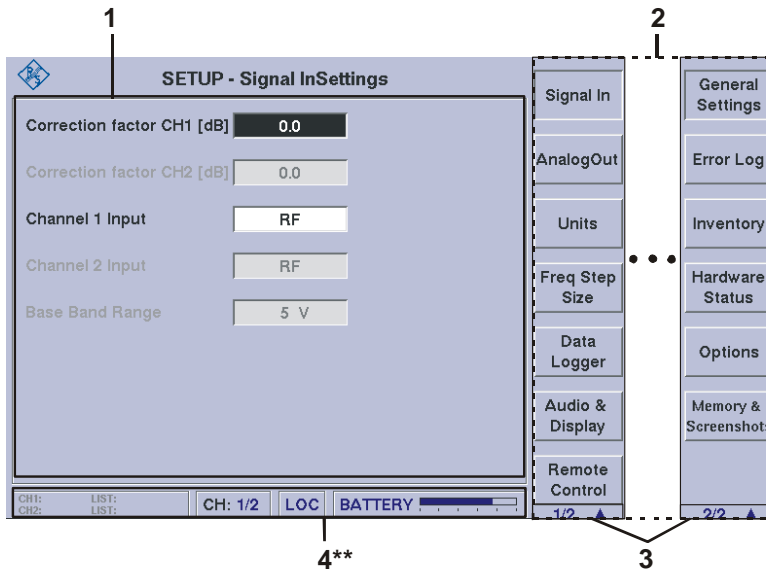 1
2
R&S
SETUP - Signal InSettings
Correction factor CH1 [dB] 0.0
Correction factor CH2 [dB] 0.0
Channel 1 Input RF
Channel 2 Input RF
Base Band Range 5 V
Signal In
AnalogOut
Units
Freq Step
Size
Data
Logger
Audio &
Display
Remote
Control
1/2 ▲
General
Settings
Error Log
Inventory
Hardware
Status
Options
Memory &
Screenshots
2/2 ▲
CH1: LIST:
CH2: LIST:
CH: 1/2 LOC BATTERY
4**
3